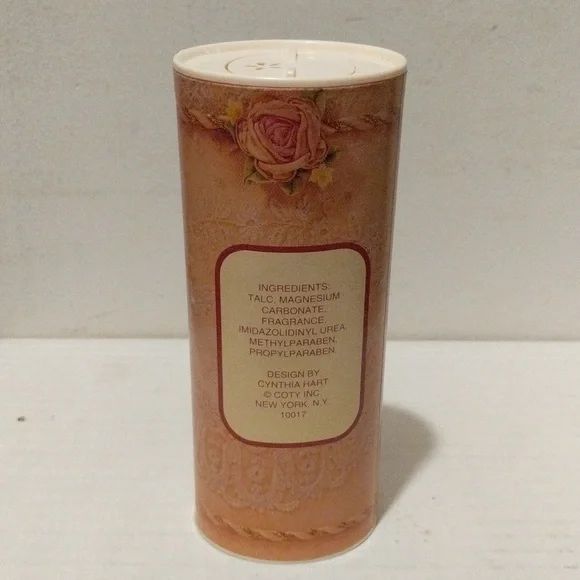 INGREDIENTS:
TALC, MAGNESIUM
CARBONATE,
FRAGRANCE,
IMIDAZOLIDINYL UREA,
METHYLPARABEN,
PROPYLPARABEN
DESIGN BY
CYNTHIA HART
© COTY INC.
NEW YORK, N.Y.
10017